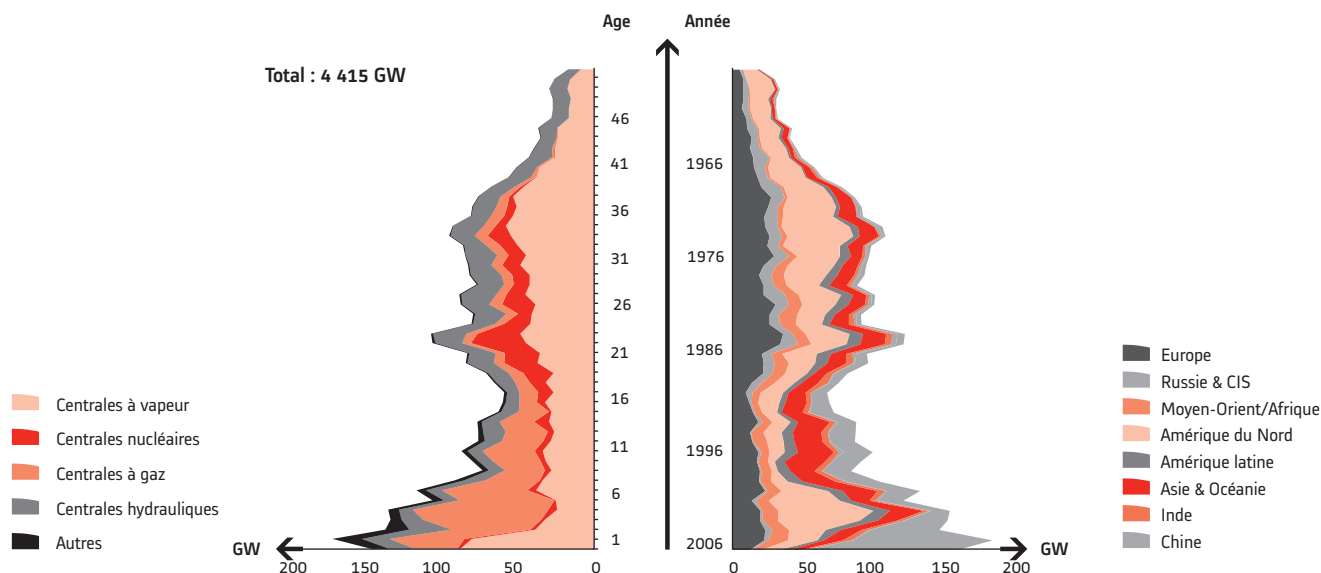 Age
Année
Total : 4 415 GW
46
41
36
31
26
21
16
11
6
1
1966
1976
1986
1996
2006
Centrales à vapeur
Centrales nucléaires
Centrales à gaz
Centrales hydrauliques
Autres
Europe
Russie & CIS
Moyen-Orient/Afrique
Amérique du Nord
Amérique latine
Asie & Océanie
Inde
Chine
GW
200 150 100 50 0
0 50 100 150 200
GW